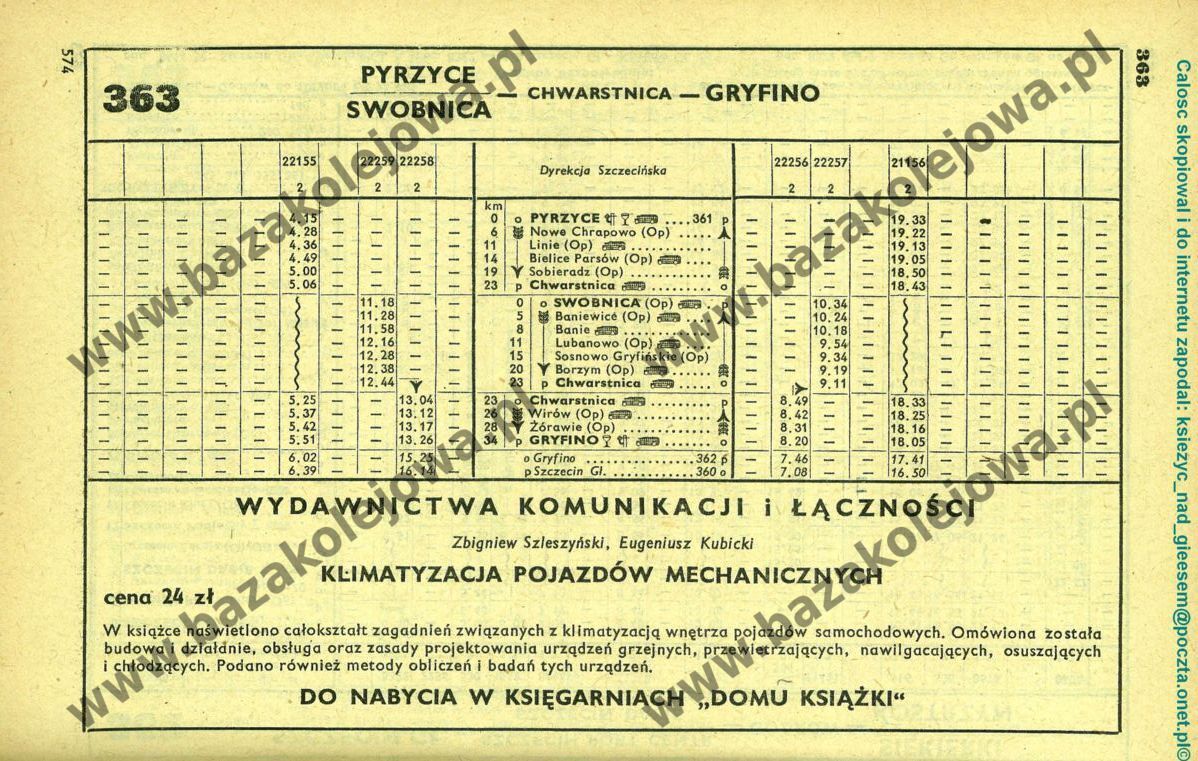 574
363
363
PYRZYCE
SWOBNICA — CHWARSTNICA — GRYFINO
22155 22259 22258 Dyrekcja Szczecińska 22256 22257 21156
2 2 2 2 2 2
km
4.15 0 o PYRZYCE ....361 p 19.33
4.28 6 Nowe Chrapowo (Op) ..... 19.22
4.36 11 Linie (Op) ............ 19.13
4.49 14 Bielice Parsów (Op) ..... 19.05
5.00 19 Sobieradz (Op) ............ 18.50
5.06 23 p Chwarstnica ............ o 18.43
11.18 0 o SWOBNICA (Op) .. p 10.34
11.28 5 Baniewice (Op) ..... 10.24
11.58 8 Banie ............ 10.18
12.16 11 Lubanowo (Op) ..... 9.54
12.28 15 Sosnowo Gryfińskie (Op) 9.34
12.38 20 Borzym (Op) ..... 9.19
12.44 23 p Chwarstnica ..... o 9.11
5.25 13.04 23 Chwarstnica ............ p 8.49 18.33
5.37 13.12 26 Wirów (Op) ............ 8.42 18.25
5.42 13.17 28 Żórawie (Op) ............ 8.31 18.16
5.51 13.26 34 p GRYFINO ....... o 8.20 18.05
6.02 15.25 o Gryfino ............362 p 7.46 17.41
6.39 16.14 p Szczecin Gł. ............360 o 7.08 16.50
WYDAWNICTWA KOMUNIKACJI i ŁĄCZNOŚCI
Zbigniew Szleszyński, Eugeniusz Kubicki
KLIMATYZACJA POJAZDÓW MECHANICZNYCH
cena 24 zł
W książce naświetlono całokształt zagadnień związanych z klimatyzacją wnętrza pojazdów samochodowych. Omówiona została
budowa i działdnie, obsługa oraz zasady projektowania urządzeń grzejnych, przewietrzających, nawilgacających, osuszających
i chłodzących. Podano również metody obliczeń i badań tych urządzeń.
DO NABYCIA W KSIĘGARNIACH „DOMU KSIĄŻKI“
www.bazakolejowa.pl
www.bazakolejowa.pl
www.bazakolejowa.pl
www.bazakolejowa.pl
Calosc skopiowal i do internetu zapodal: ksiezyc_nad_gieesem@poczta.onet.pl©